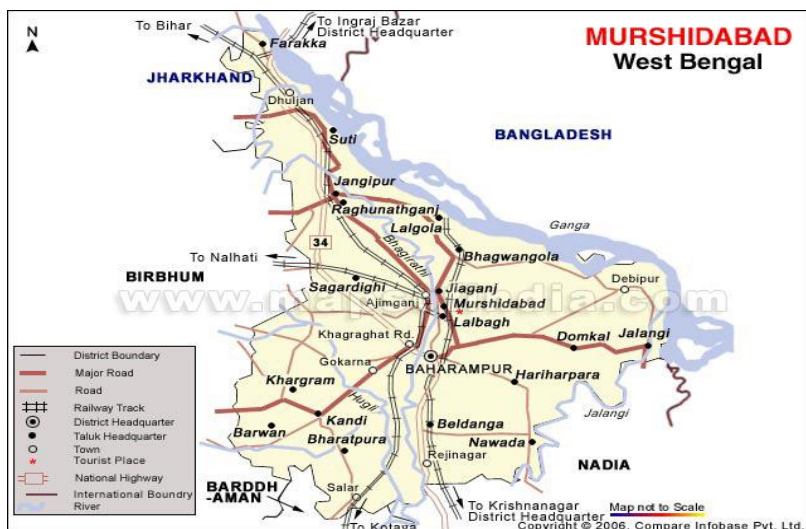 MURSHIDABAD
West Bengal
N
To Bihar
To Ingraj Bazar
District Headquarter
Farakka
JHARKHAND
Dhuljan
BANGLADESH
Suti
Jangipur
Raghunathganj
Lalgola
Ganga
34
Bhagirathi
Bhagwangola
To Nalhati
BIRBHUM
Debipur
Sagardighi
Jiaganj
Ajimganj
Murshidabad
Lalbagh
Khagraghat Rd.
Domkal
Jalangi
Gokarna
BAHARAMPUR
Hariharpara
Khargram
Hugli
Jalangi
Kandi
Beldanga
Barwan
Bharatpura
Nawada
Rejinagar
NADIA
BARDDH
-AMAN
Salar
To Kotava
To Krishnanagar
District Headquarter
District Boundary
Major Road
Road
Railway Track
District Headquarter
Taluk Headquarter
Town
Tourist Place
National Highway
International Boundry
River
Map not to Scale
Copyright © 2006, Compare Infobase Pvt. Ltd